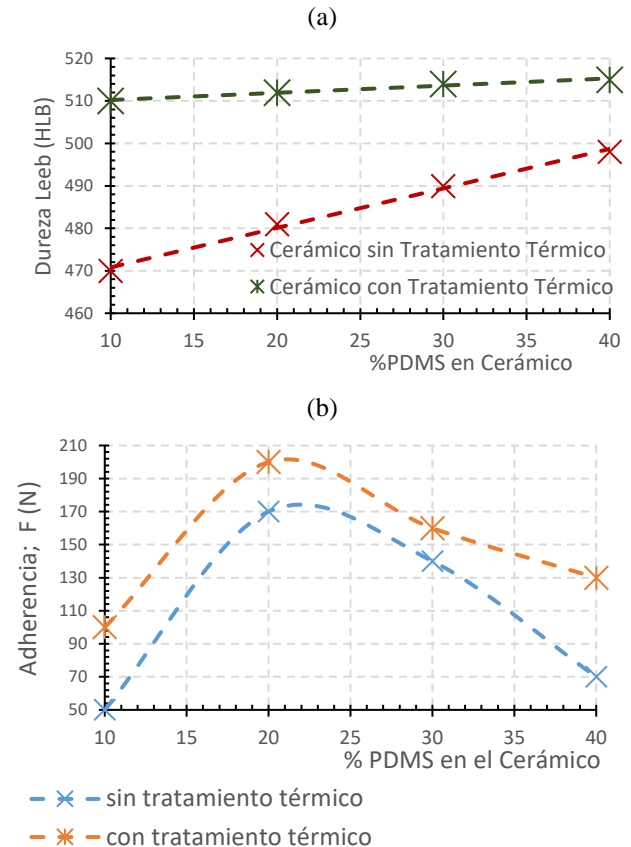 (a)
520
510
500
490
480
470
460
Dureza Leeb (HLB)
Cerámico sin Tratamiento Térmico
Cerámico con Tratamiento Térmico
10 15 20 25 30 35 40
%PDMS en Cerámico
(b)
210
190
170
150
130
110
90
70
50
Adherencia; F (N)
10 15 20 25 30 35 40
% PDMS en el Cerámico
sin tratamiento térmico
con tratamiento térmico